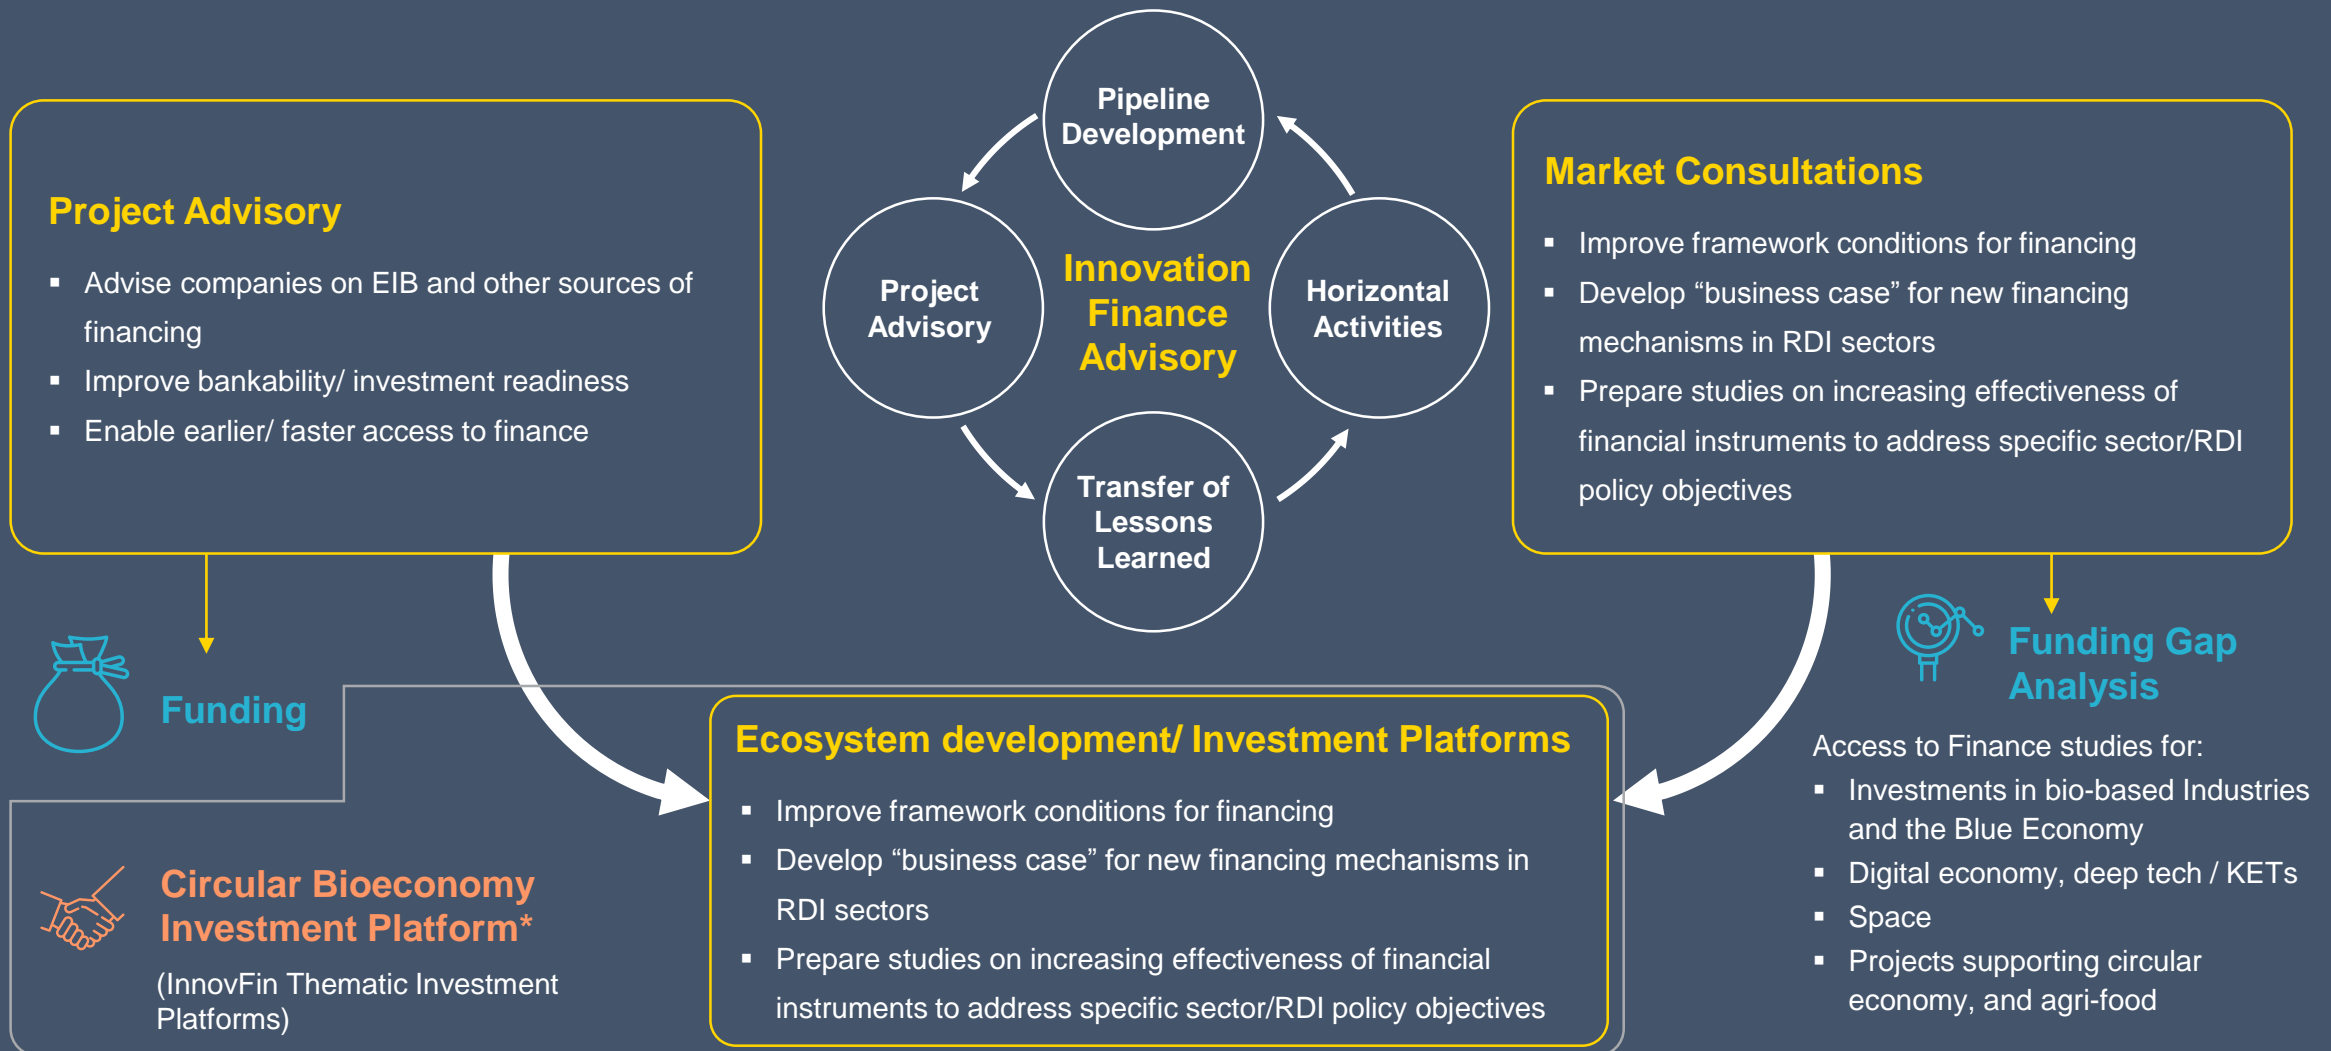 Project Advisory
▪ Advise companies on EIB and other sources of
financing
▪ Improve bankability/ investment readiness
▪ Enable earlier/ faster access to finance
Pipeline
Development
Project
Advisory
Innovation
Finance
Advisory
Horizontal
Activities
Transfer of
Lessons
Learned
Market Consultations
▪ Improve framework conditions for financing
▪ Develop “business case” for new financing
mechanisms in RDI sectors
▪ Prepare studies on increasing effectiveness of
financial instruments to address specific sector/RDI
policy objectives
Funding
Funding Gap
Analysis
Access to Finance studies for:
▪ Investments in bio-based Industries
and the Blue Economy
▪ Digital economy, deep tech / KETs
▪ Space
▪ Projects supporting circular
economy, and agri-food
Ecosystem development/ Investment Platforms
▪ Improve framework conditions for financing
▪ Develop “business case” for new financing mechanisms in
RDI sectors
▪ Prepare studies on increasing effectiveness of financial
instruments to address specific sector/RDI policy objectives
Circular Bioeconomy
Investment Platform*
(InnovFin Thematic Investment
Platforms)